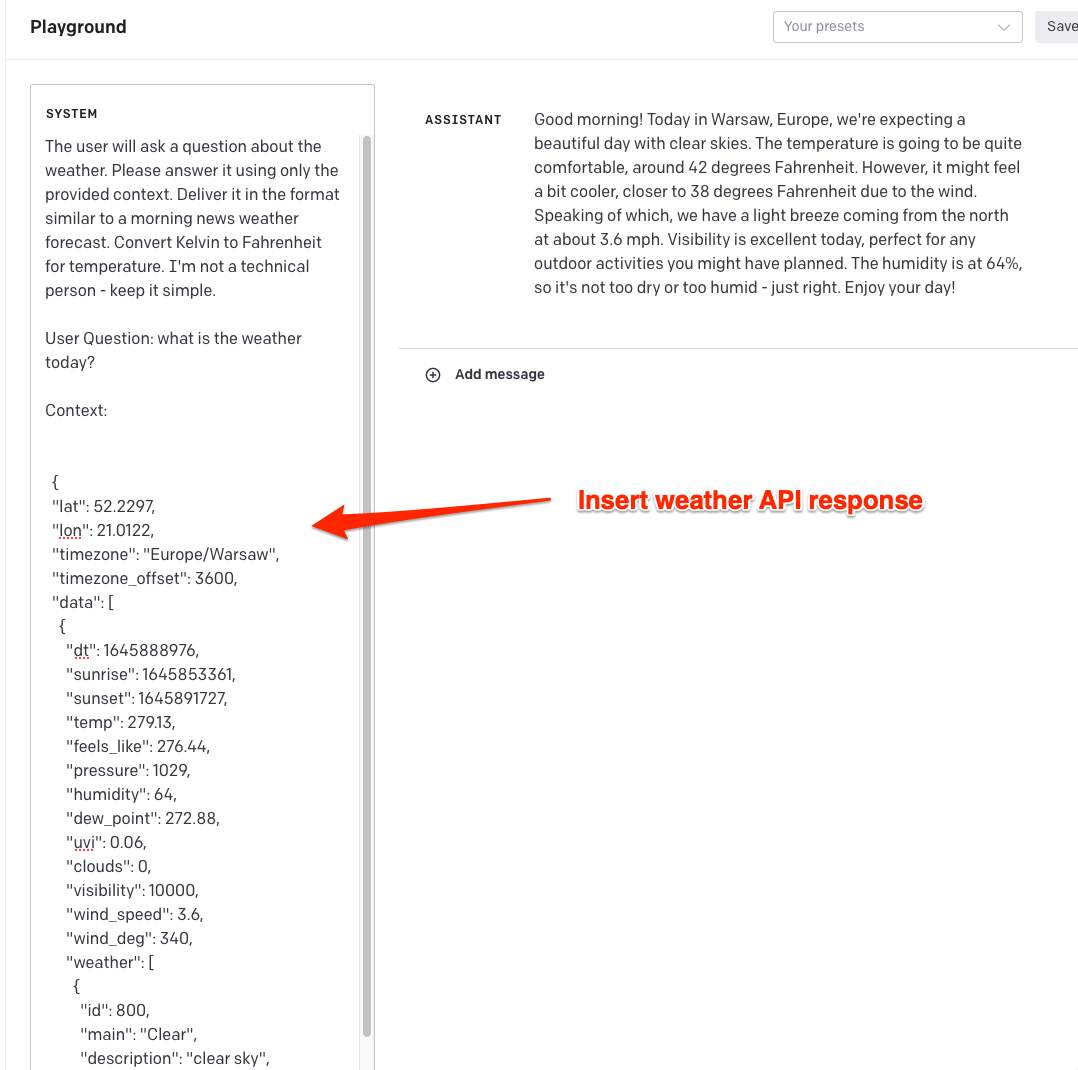 Playground
Your presets
Save
SYSTEM
The user will ask a question about the
weather. Please answer it using only the
provided context. Deliver it in the format
similar to a morning news weather
forecast. Convert Kelvin to Fahrenheit
for temperature. I'm not a technical
person - keep it simple.
User Question: what is the weather
today?
Context:
{
"lat": 52.2297,
"lon": 21.0122,
"timezone": "Europe/Warsaw",
"timezone_offset": 3600,
"data": [
{
"dt": 1645888976,
"sunrise": 1645853361,
"sunset": 1645891727,
"temp": 279.13,
"feels_like": 276.44,
"pressure": 1029,
"humidity": 64,
"dew_point": 272.88,
"uvi": 0.06,
"clouds": 0,
"visibility": 10000,
"wind_speed": 3.6,
"wind_deg": 340,
"weather": [
{
"id": 800,
"main": "Clear",
"description": "clear sky",
ASSISTANT
Good morning! Today in Warsaw, Europe, we're expecting a
beautiful day with clear skies. The temperature is going to be quite
comfortable, around 42 degrees Fahrenheit. However, it might feel
a bit cooler, closer to 38 degrees Fahrenheit due to the wind.
Speaking of which, we have a light breeze coming from the north
at about 3.6 mph. Visibility is excellent today, perfect for any
outdoor activities you might have planned. The humidity is at 64%,
so it's not too dry or too humid - just right. Enjoy your day!
Add message
Insert weather API response